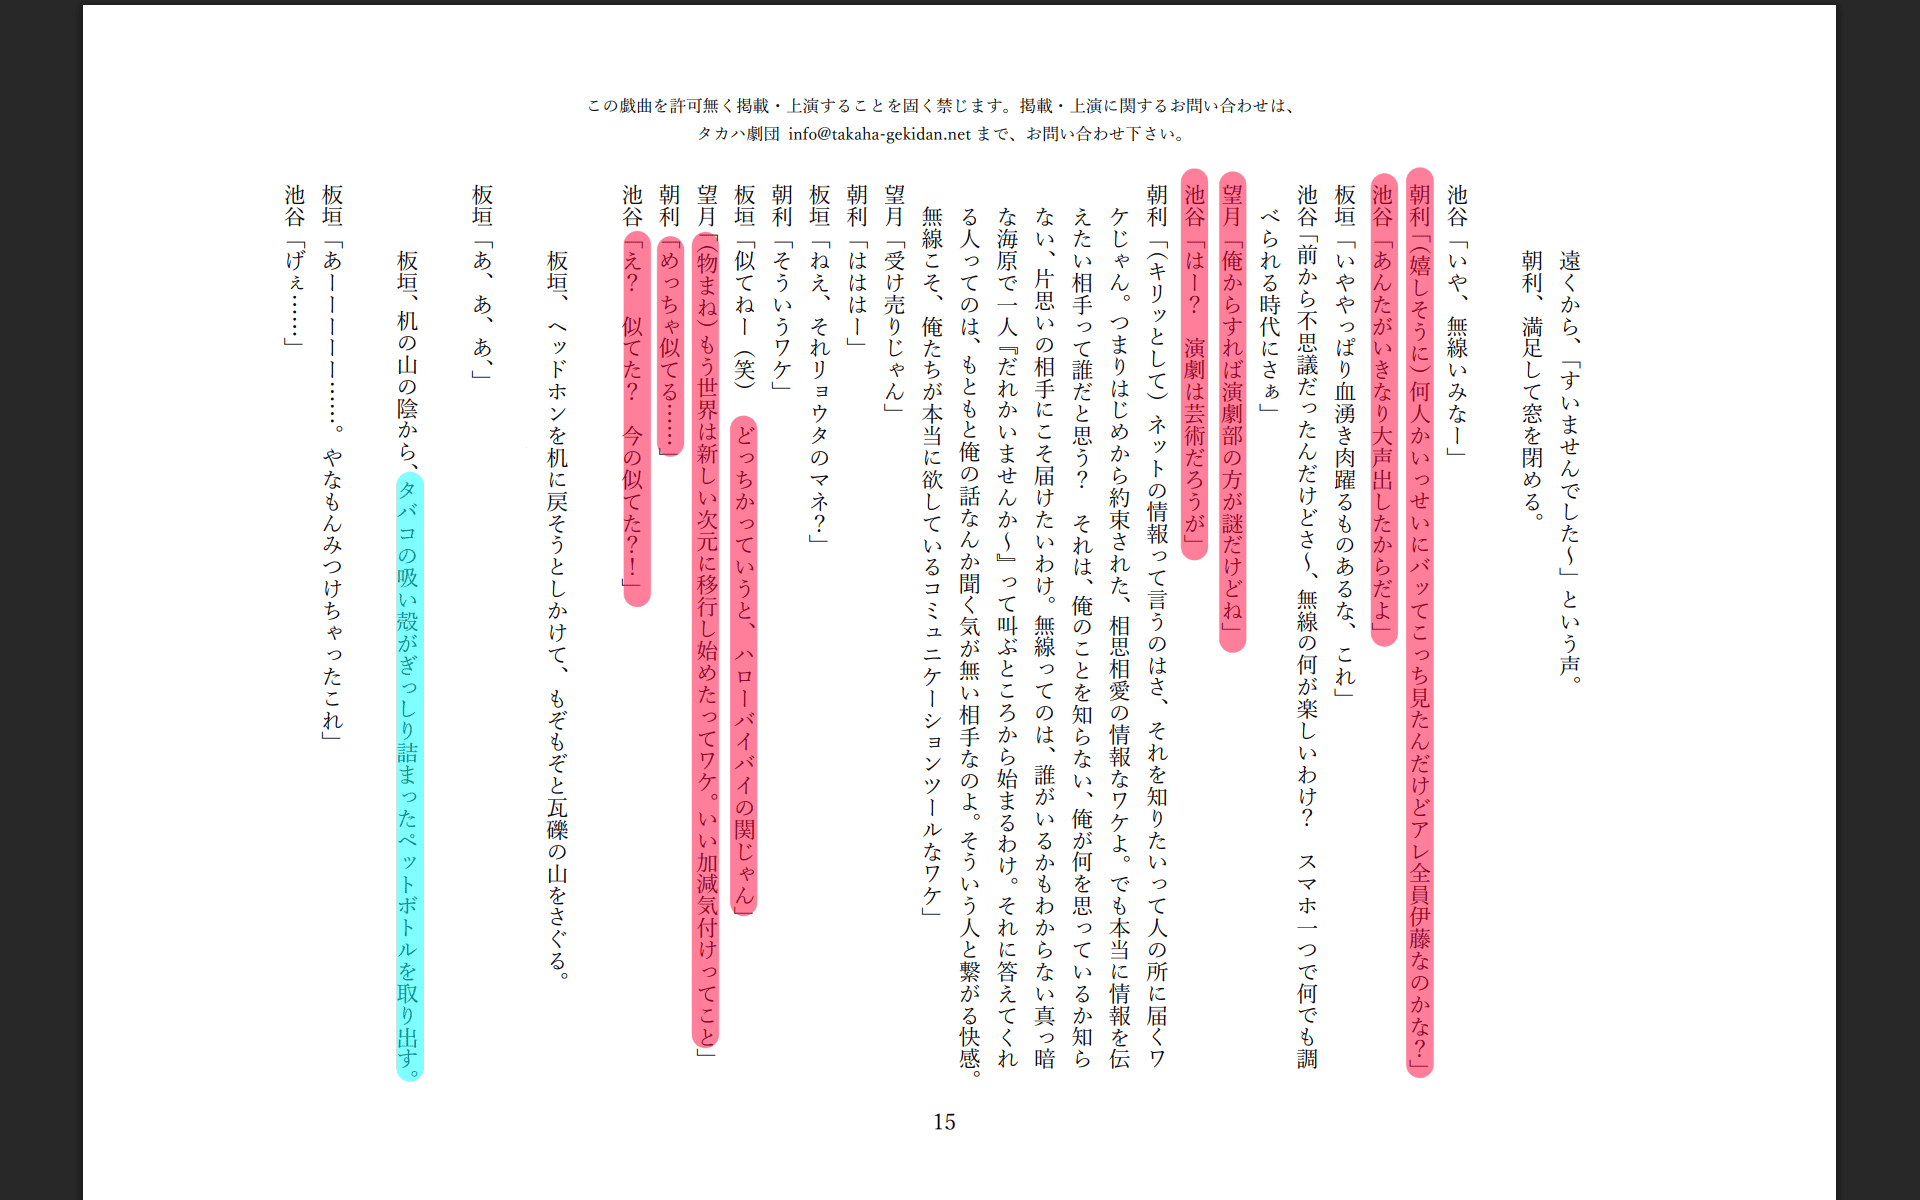 この戯曲を許可無く掲載・上演することを固く禁じます。掲載・上演に関するお問い合わせは、
タカハ劇団 info@takaha-gekidan.net まで、お問い合わせ下さい。
遠くから、「すいませんでした〜」という声。
朝利、満足して窓を閉める。
池谷「いや、無線いみなー」
朝利「(嬉しそうに)何人かいっせいにバッてこっち見たんだけどアレ全員伊藤なのかな？」
池谷「あんたがいきなり大声出したからだよ」
板垣「いややっぱり血湧き肉躍るものあるな、これ」
池谷「前から不思議だったんだけどさ〜、無線の何が楽しいわけ？　スマホ一つで何でも調
べられる時代にさぁ」
望月「俺からすれば演劇部の方が謎だけどね」
池谷「はー？　演劇は芸術だろうが」
朝利「(キリッとして)ネットの情報って言うのはさ、それを知りたいって人の所に届くワ
ケじゃん。つまりはじめから約束された、相思相愛の情報なワケよ。でも本当に情報を伝
えたい相手って誰だと思う？　それは、俺のことを知らない、俺が何を思っているか知ら
ない、片思いの相手にこそ届けたいわけ。無線ってのは、誰がいるかもわからない真っ暗
な海原で一人『だれかいませんか〜』って叫ぶところから始まるわけ。それに答えてくれ
る人ってのは、もともと俺の話なんか聞く気が無い相手なのよ。そういう人と繋がる快感。
無線こそ、俺たちが本当に欲しているコミュニケーションツールなワケ」
望月「受け売りじゃん」
朝利「はははー」
板垣「ねえ、それリョウタのマネ？」
朝利「そういうワケ」
板垣「似てねー（笑）　どっちかっていうと、ハローバイバイの関じゃん」
望月「(物まね)もう世界は新しい次元に移行し始めたってワケ。いい加減気付けってこと」
朝利「めっちゃ似てる……」
池谷「え？　似てた？　今の似てた？！」
板垣、ヘッドホンを机に戻そうとしかけて、もぞもぞと瓦礫の山をさぐる。
板垣「あ、あ、あ、」
板垣、机の山の陰から、タバコの吸い殻がぎっしり詰まったペットボトルを取り出す。
板垣「あーーーーー……。やなもんみつけちゃったこれ」
池谷「げぇ……」
15